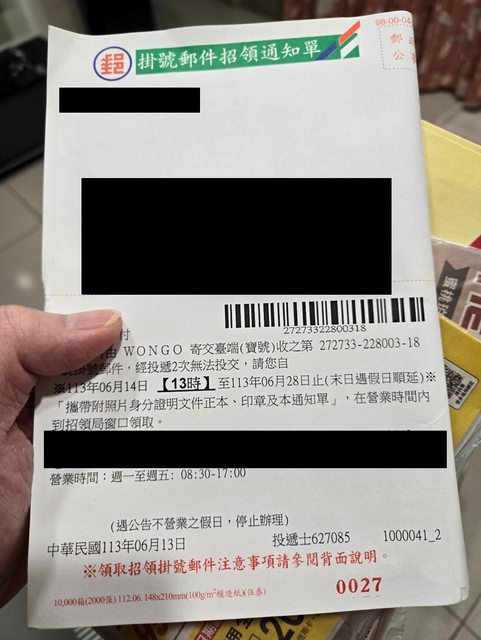 98-00-04
郵
掛號郵件招領通知單
郵
公
27273322800318
付
由 WONGO 寄交臺端(寶號)收之第 272733-228003-18
號掛號郵件，經投遞2次無法投交，請您自
※113年06月14日 【13時】 至113年06月28日止(末日遇假日順延)※
「攜帶附照片身分證明文件正本、印章及本通知單」，在營業時間內
到招領局窗口領取。
營業時間：週一至週五: 08:30-17:00
(遇公告不營業之假日，停止辦理)
中華民國113年06月13日 投遞士627085 1000041_2
※領取招領掛號郵件注意事項請參閱背面說明。
10,000箱(2000張) 112.06. 148x210mm(100g/m²模造紙)(伍泰)
0027